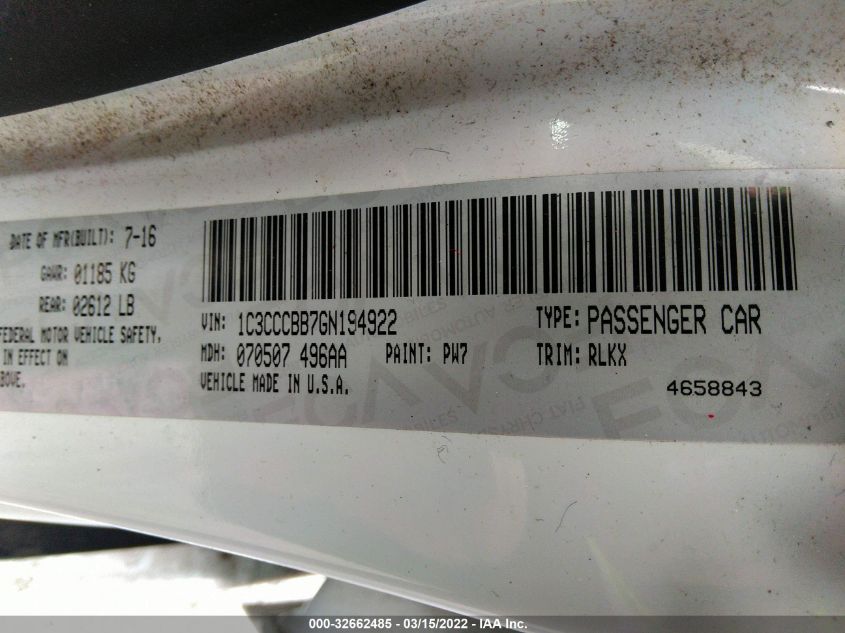 DATE OF MFR(BUILT): 7-16
GAWR: 01185 KG
REAR: 02612 LB
FEDERAL MOTOR VEHICLE SAFETY,
IN EFFECT ON
ABOVE.
VIN: 1C3CCCBB7GN194922 TYPE: PASSENGER CAR
MDH: 070507 496AA PAINT: PW7 TRIM: RLKX
VEHICLE MADE IN U.S.A. 4658843
000-32662485 - 03/15/2022 - IAA Inc.